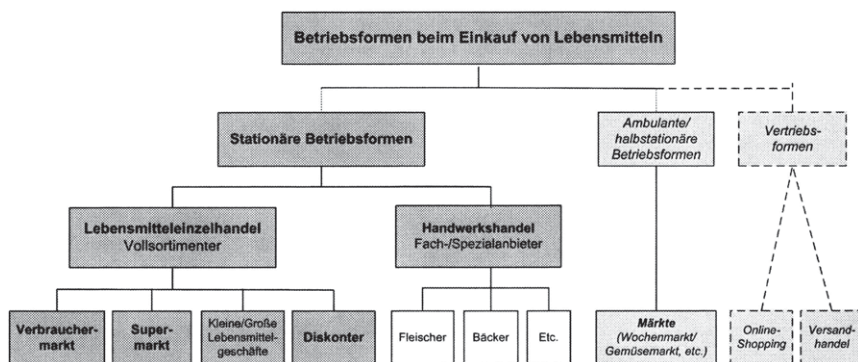 Betriebsformen beim Einkauf von Lebensmitteln
Stationäre Betriebsformen
Ambulante/
halbstationäre
Betriebsformen
Vertriebs-
formen
Lebensmitteleinzelhandel
Vollsortimenter
Handwerkshandel
Fach-/Spezialanbieter
Verbraucher-
markt
Super-
markt
Kleine/Große
Lebensmittel-
geschäfte
Diskonter
Fleischer
Bäcker
Etc.
Märkte
(Wochenmarkt/
Gemüsemarkt, etc.)
Online-
Shopping
Versand-
handel